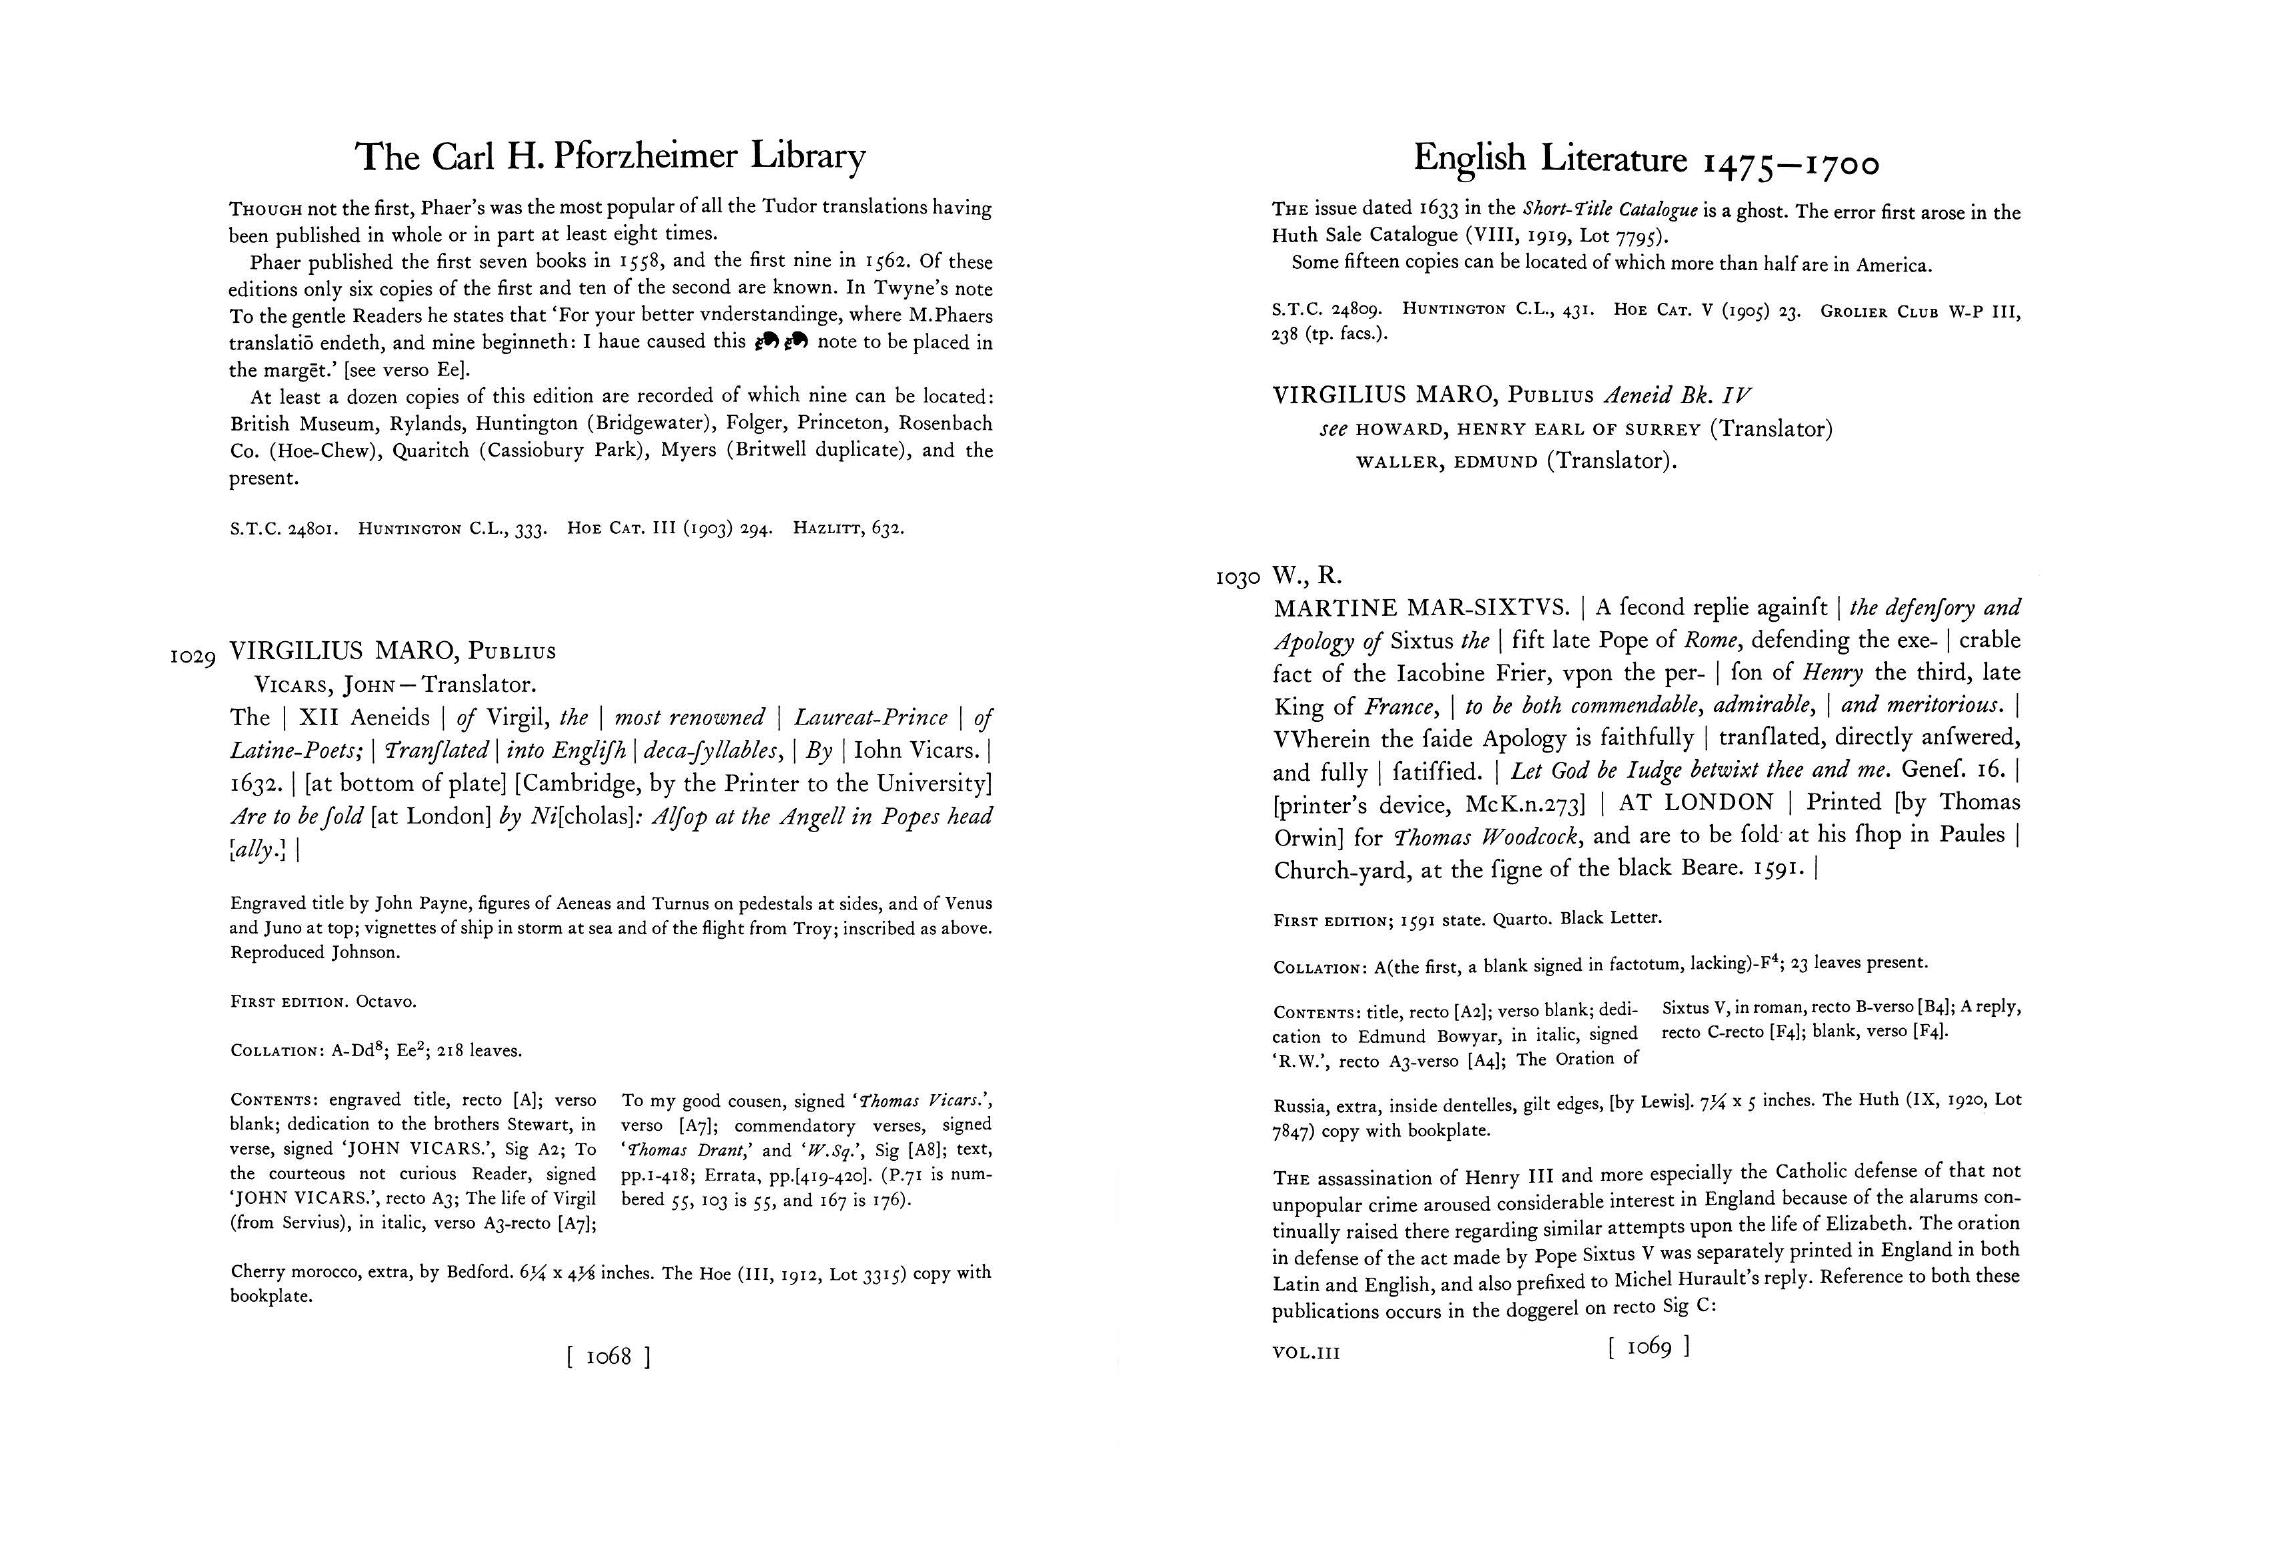 The Carl H. Pforzheimer Library
THOUGH not the first, Phaer's was the most popular of all the Tudor translations having
been published in whole or in part at least eight times.
Phaer published the first seven books in 1558, and the first nine in 1562. Of these
editions only six copies of the first and ten of the second are known. In Twyne's note
To the gentle Readers he states that ‘For your better vnderstandinge, where M.Phaers
translatiō endeth, and mine beginneth: I haue caused this ❧ ❧ note to be placed in
the margēt.’ [see verso Ee].
At least a dozen copies of this edition are recorded of which nine can be located:
British Museum, Rylands, Huntington (Bridgewater), Folger, Princeton, Rosenbach
Co. (Hoe-Chew), Quaritch (Cassiobury Park), Myers (Britwell duplicate), and the
present.
S.T.C. 24801. HUNTINGTON C.L., 333. HOE CAT. III (1903) 294. HAZLITT, 632.
1029 VIRGILIUS MARO, PUBLIUS
VICARS, JOHN—Translator.
The | XII Aeneids | of Virgil, the | most renowned | Laureat-Prince | of
Latine-Poets; | Tranſlated | into Engliſh | deca-ſyllables, | By | Iohn Vicars. |
1632. | [at bottom of plate] [Cambridge, by the Printer to the University]
Are to be ſold [at London] by Ni[cholas]: Alſop at the Angell in Popes head
[ally.] |
Engraved title by John Payne, figures of Aeneas and Turnus on pedestals at sides, and of Venus
and Juno at top; vignettes of ship in storm at sea and of the flight from Troy; inscribed as above.
Reproduced Johnson.
FIRST EDITION. Octavo.
COLLATION: A-Dd⁸; Ee²; 218 leaves.
CONTENTS: engraved title, recto [A]; verso
blank; dedication to the brothers Stewart, in
verse, signed ‘JOHN VICARS.’, Sig A2; To
the courteous not curious Reader, signed
‘JOHN VICARS.’, recto A3; The life of Virgil
(from Servius), in italic, verso A3-recto [A7];
To my good cousen, signed ‘Thomas Vicars.’,
verso [A7]; commendatory verses, signed
‘Thomas Drant,’ and ‘W.Sq.’, Sig [A8]; text,
pp.1-418; Errata, pp.[419-420]. (P.71 is num-
bered 55, 103 is 55, and 167 is 176).
Cherry morocco, extra, by Bedford. 6¼ x 4⅛ inches. The Hoe (III, 1912, Lot 3315) copy with
bookplate.
[ 1068 ]
English Literature 1475—1700
THE issue dated 1633 in the Short-Title Catalogue is a ghost. The error first arose in the
Huth Sale Catalogue (VIII, 1919, Lot 7795).
Some fifteen copies can be located of which more than half are in America.
S.T.C. 24809. HUNTINGTON C.L., 431. HOE CAT. V (1905) 23. GROLIER CLUB W-P III,
238 (tp. facs.).
VIRGILIUS MARO, PUBLIUS Aeneid Bk. IV
see HOWARD, HENRY EARL OF SURREY (Translator)
WALLER, EDMUND (Translator).
1030 W., R.
MARTINE MAR-SIXTVS. | A ſecond replie againſt | the defenſory and
Apology of Sixtus the | fift late Pope of Rome, defending the exe- | crable
fact of the Iacobine Frier, vpon the per- | ſon of Henry the third, late
King of France, | to be both commendable, admirable, | and meritorious. |
VVherein the ſaide Apology is faithfully | tranſlated, directly anſwered,
and fully | ſatiſfied. | Let God be Iudge betwixt thee and me. Geneſ. 16. |
[printer's device, McK.n.273] | AT LONDON | Printed [by Thomas
Orwin] for Thomas Woodcock, and are to be ſold at his ſhop in Paules |
Church-yard, at the ſigne of the black Beare. 1591. |
FIRST EDITION; 1591 state. Quarto. Black Letter.
COLLATION: A(the first, a blank signed in factotum, lacking)-F⁴; 23 leaves present.
CONTENTS: title, recto [A2]; verso blank; dedi-
cation to Edmund Bowyar, in italic, signed
‘R.W.’, recto A3-verso [A4]; The Oration of
Sixtus V, in roman, recto B-verso [B4]; A reply,
recto C-recto [F4]; blank, verso [F4].
Russia, extra, inside dentelles, gilt edges, [by Lewis]. 7¼ x 5 inches. The Huth (IX, 1920, Lot
7847) copy with bookplate.
THE assassination of Henry III and more especially the Catholic defense of that not
unpopular crime aroused considerable interest in England because of the alarums con-
tinually raised there regarding similar attempts upon the life of Elizabeth. The oration
in defense of the act made by Pope Sixtus V was separately printed in England in both
Latin and English, and also prefixed to Michel Hurault's reply. Reference to both these
publications occurs in the doggerel on recto Sig C:
VOL.III
[ 1069 ]